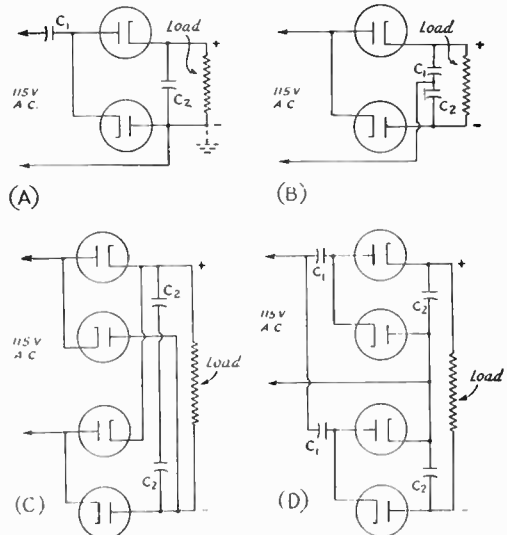 C1
Load
+
115 V
A C.
C2
-
(A)
Load
+
C1
115 V
A C.
C2
-
(B)
+
C2
115 V
A C
Load
C2
(C)
-
+
C1
C2
115 V
A C
Load
C1
C2
(D)
-